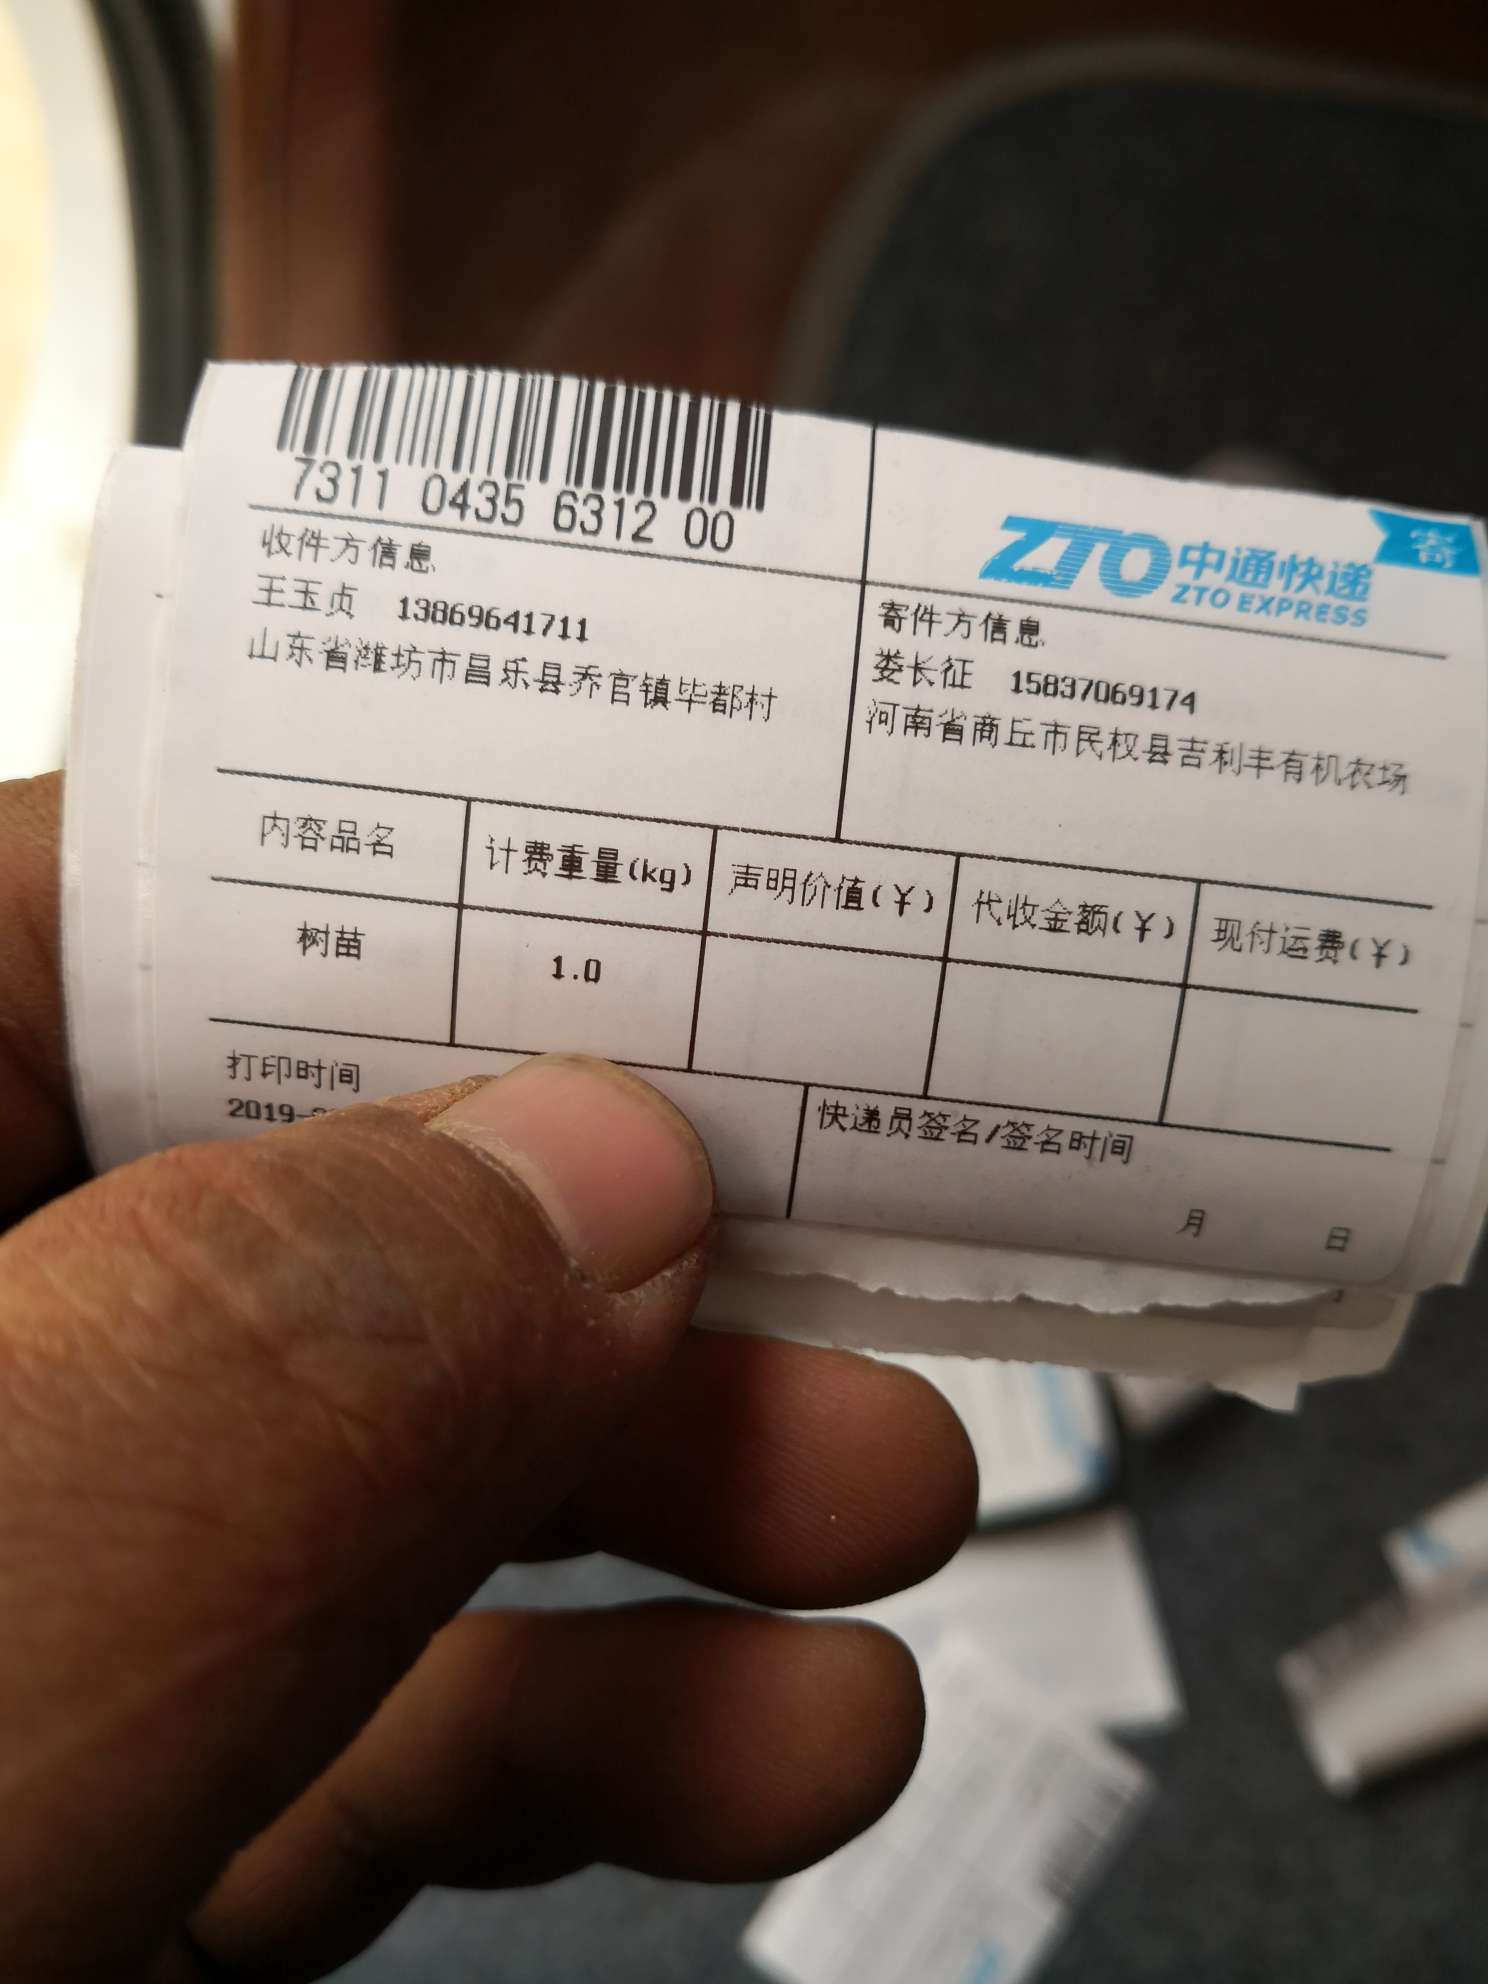 7311 0435 6312 00
ZTO 中通快递
ZTO EXPRESS
寄
收件方信息
王玉贞 13869641711
山东省潍坊市昌乐县乔官镇毕都村
寄件方信息
娄长征 15837069174
河南省商丘市民权县吉利丰有机农场
内容品名 计费重量(kg) 声明价值(¥) 代收金额(¥) 现付运费(¥)
树苗 1.0
打印时间
2019-
快递员签名/签名时间
月 日